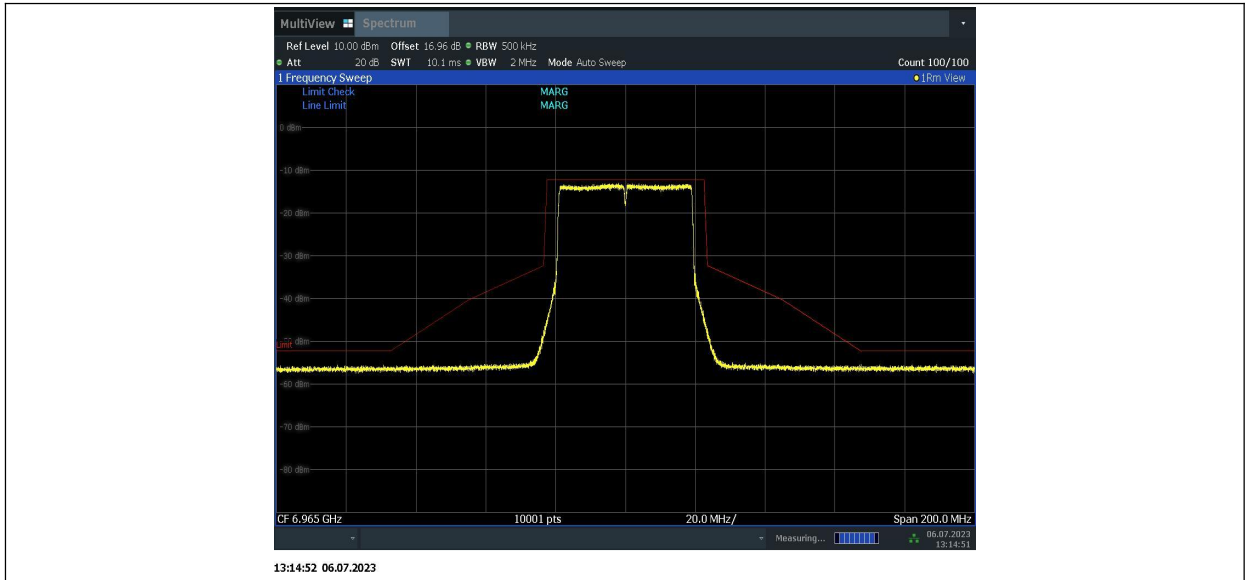 MultiView Spectrum
Ref Level 10.00 dBm Offset 16.96 dB RBW 500 kHz
Att 20 dB SWT 10.1 ms VBW 2 MHz Mode Auto Sweep Count 100/100
1 Frequency Sweep 1Rm View
Limit Check MARG
Line Limit MARG
0 dBm
-10 dBm
-20 dBm
-30 dBm
-40 dBm
dBm
Limit
-60 dBm
-70 dBm
-80 dBm
CF 6.965 GHz 10001 pts 20.0 MHz/ Span 200.0 MHz
Measuring... 06.07.2023
13:14:51
13:14:52 06.07.2023